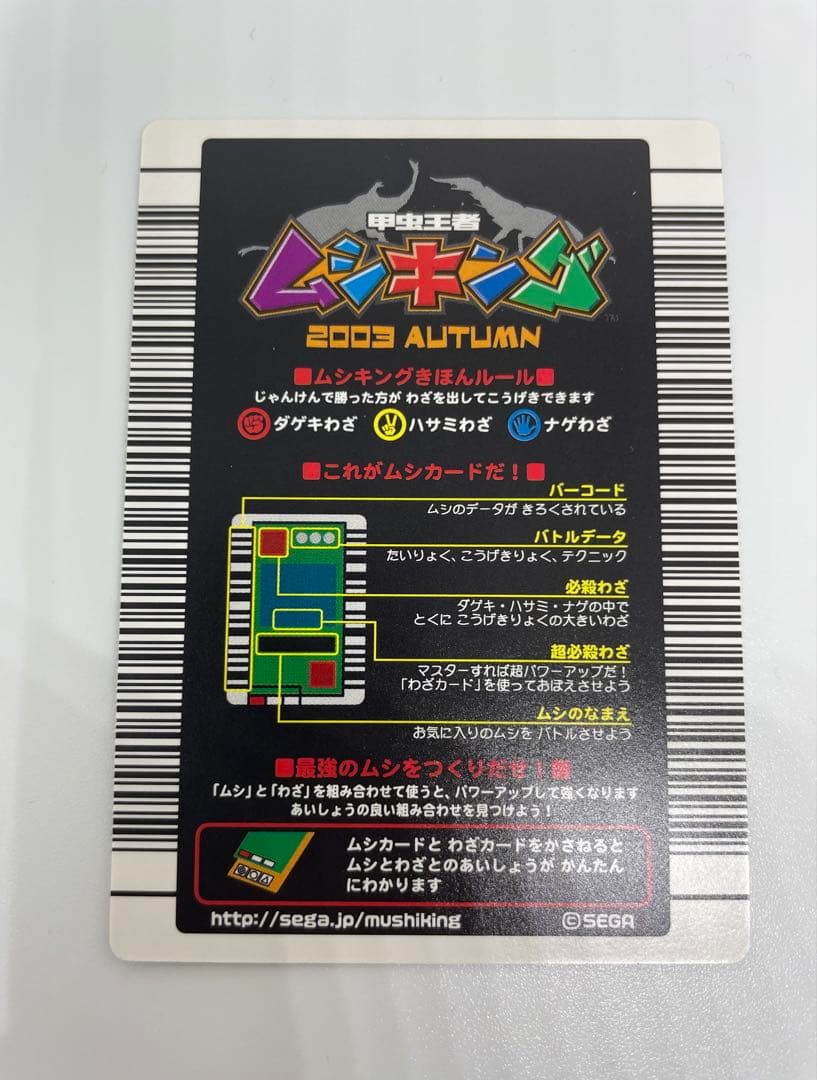 甲虫王者
ムシキング
TM
2003 AUTUMN
■ムシキングきほんルール■
じゃんけんで勝った方が わざを出してこうげきできます
ダゲキわざ ハサミわざ ナゲわざ
■これがムシカードだ！■
バーコード
ムシのデータが きろくされている
バトルデータ
たいりょく、こうげきりょく、テクニック
必殺わざ
ダゲキ・ハサミ・ナゲの中で
とくに こうげきりょくの大きいわざ
超必殺わざ
マスターすれば超パワーアップだ！
「わざカード」を使っておぼえさせよう
ムシのなまえ
お気に入りのムシを バトルさせよう
■最強のムシをつくりだせ！■
「ムシ」と「わざ」を組み合わせて使うと、パワーアップして強くなります
あいしょうの良い組み合わせを見つけよう！
ムシカードと わざカードをかさねると
ムシとわざとのあいしょうが かんたん
にわかります
http://sega.jp/mushiking ©SEGA